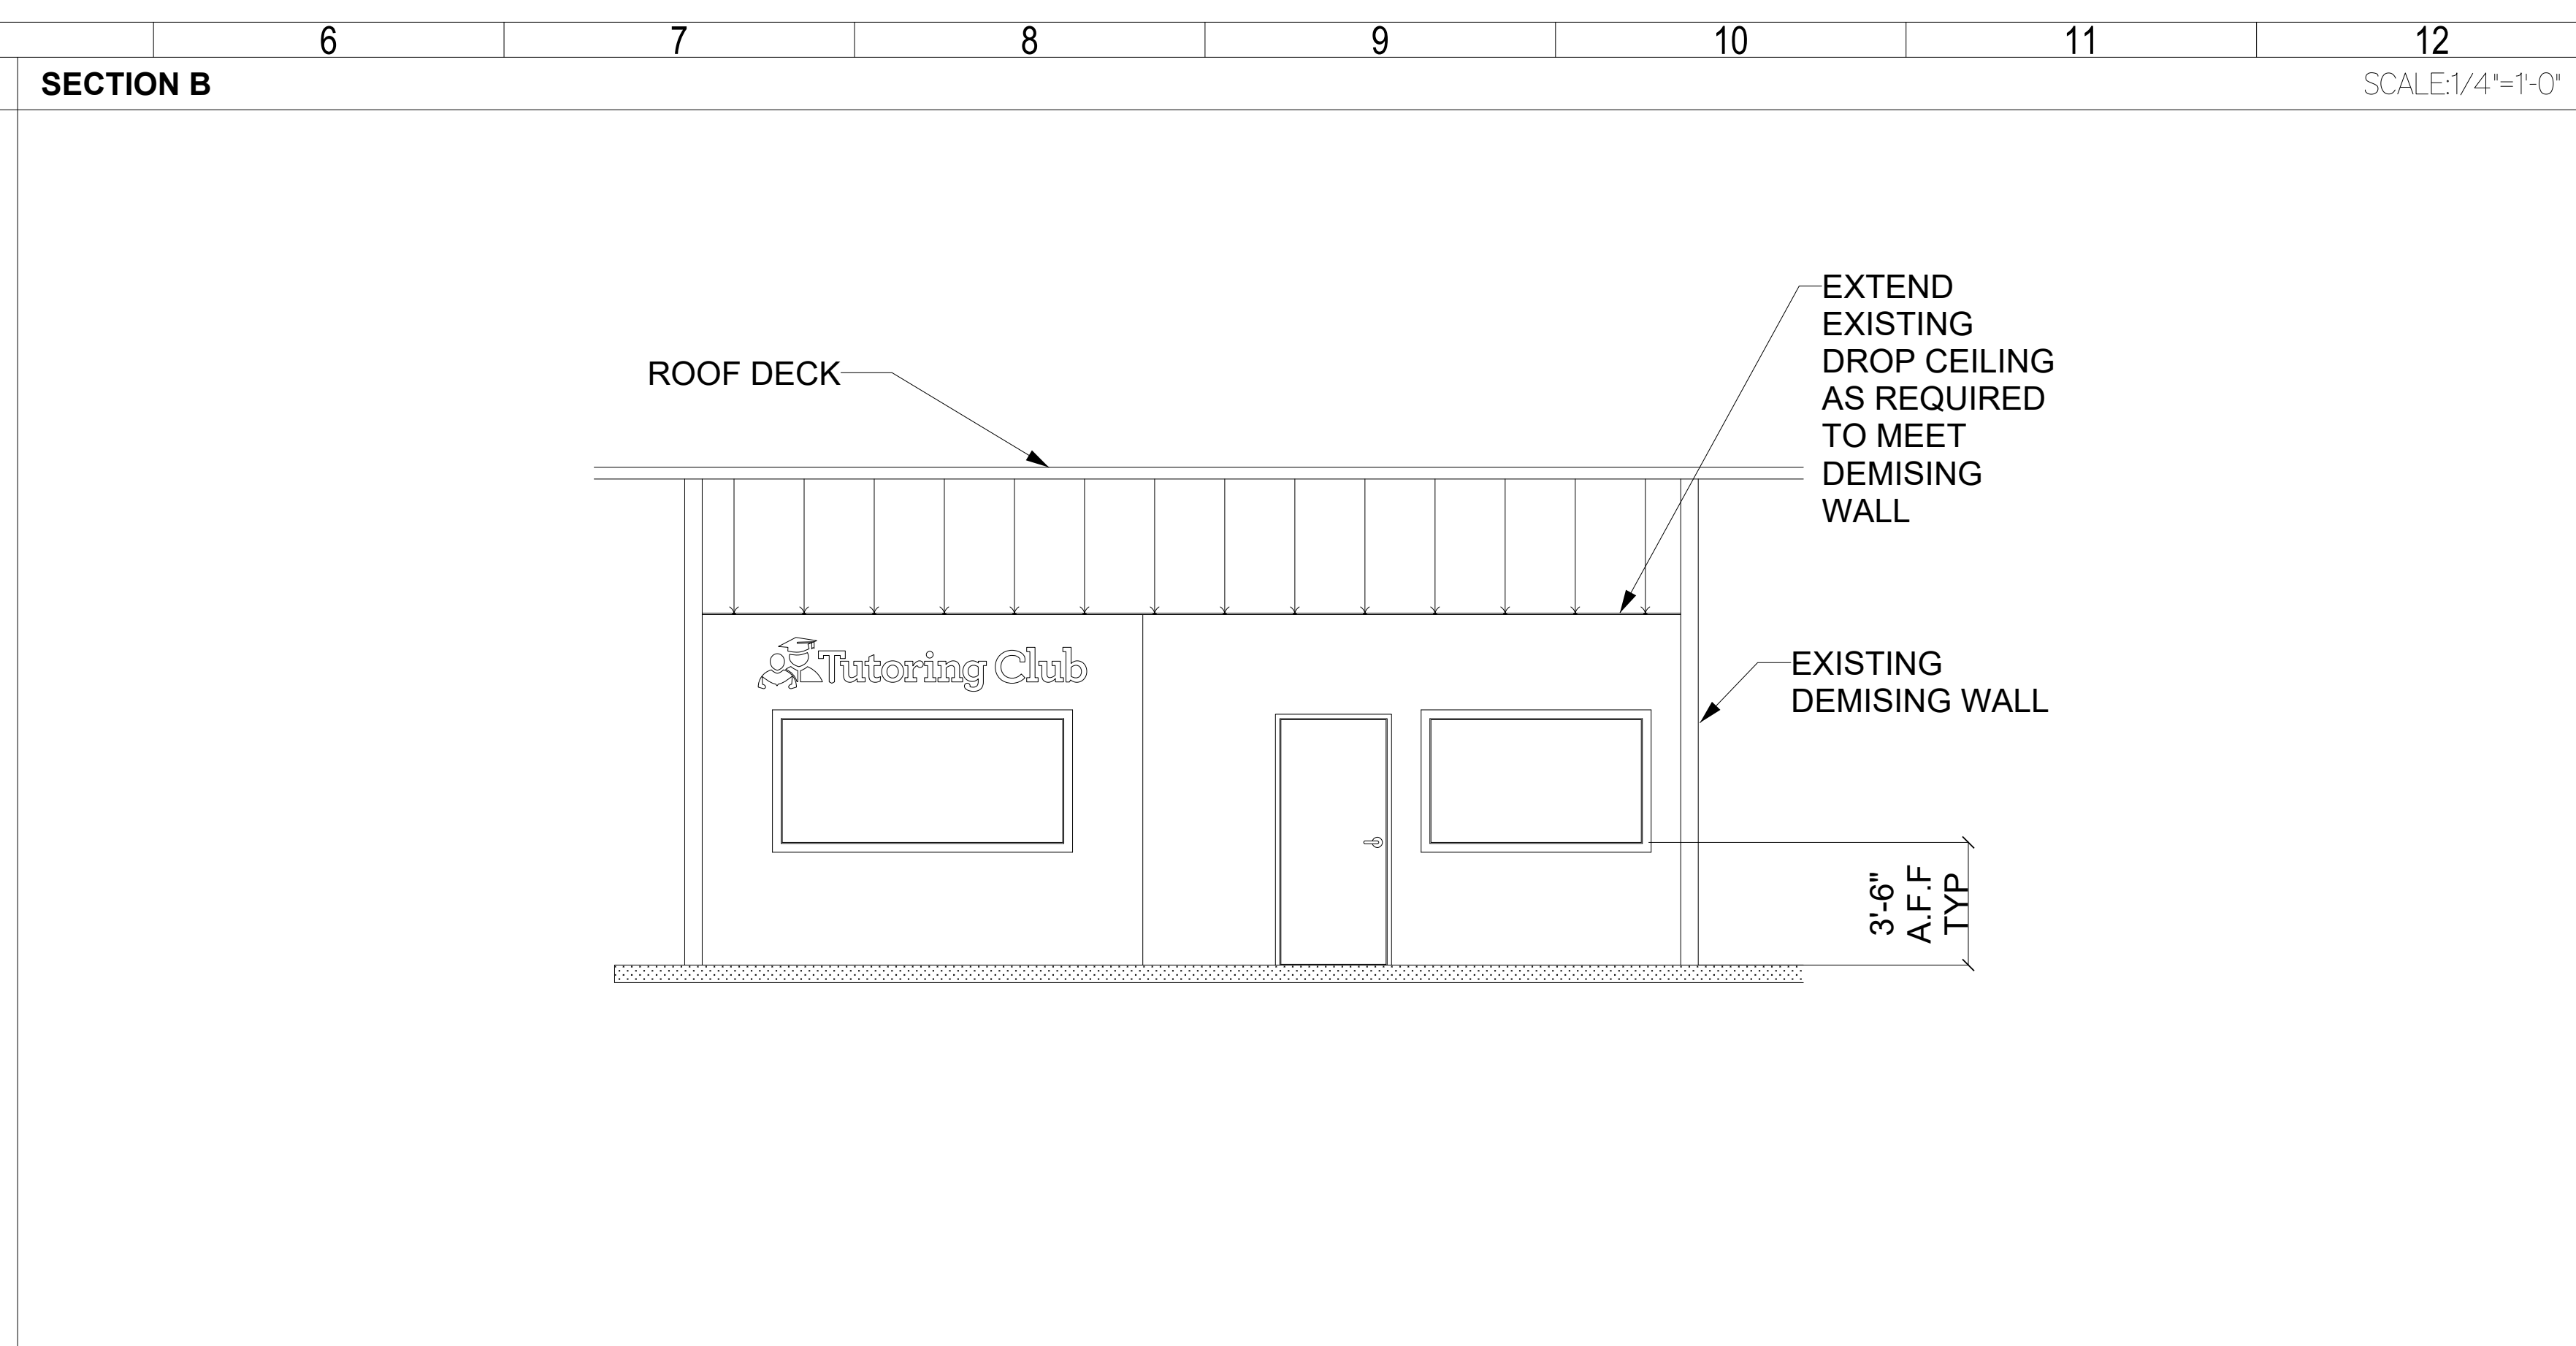 6 7 8 9 10 11 12
SECTION B SCALE:1/4"=1'-0"
EXTEND
EXISTING
DROP CEILING
AS REQUIRED
TO MEET
DEMISING
WALL
ROOF DECK
Tutoring Club
EXISTING
DEMISING WALL
3'-6"
A.F.F
TYP